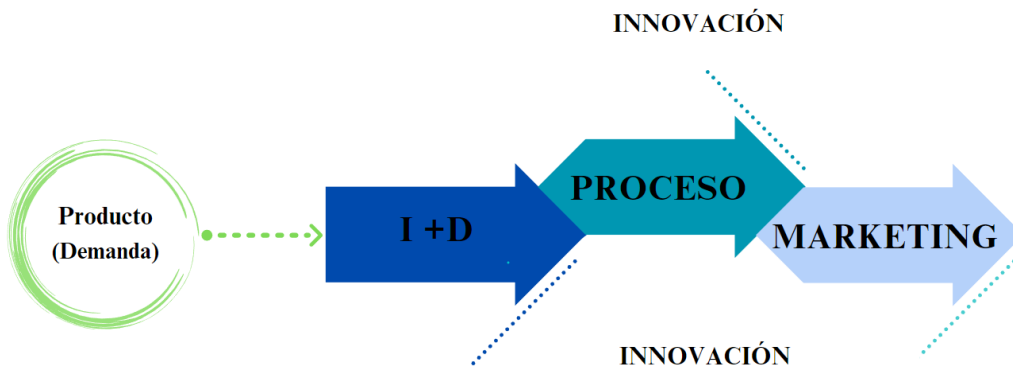 INNOVACIÓN
Producto
(Demanda)
I +D
PROCESO
MARKETING
INNOVACIÓN